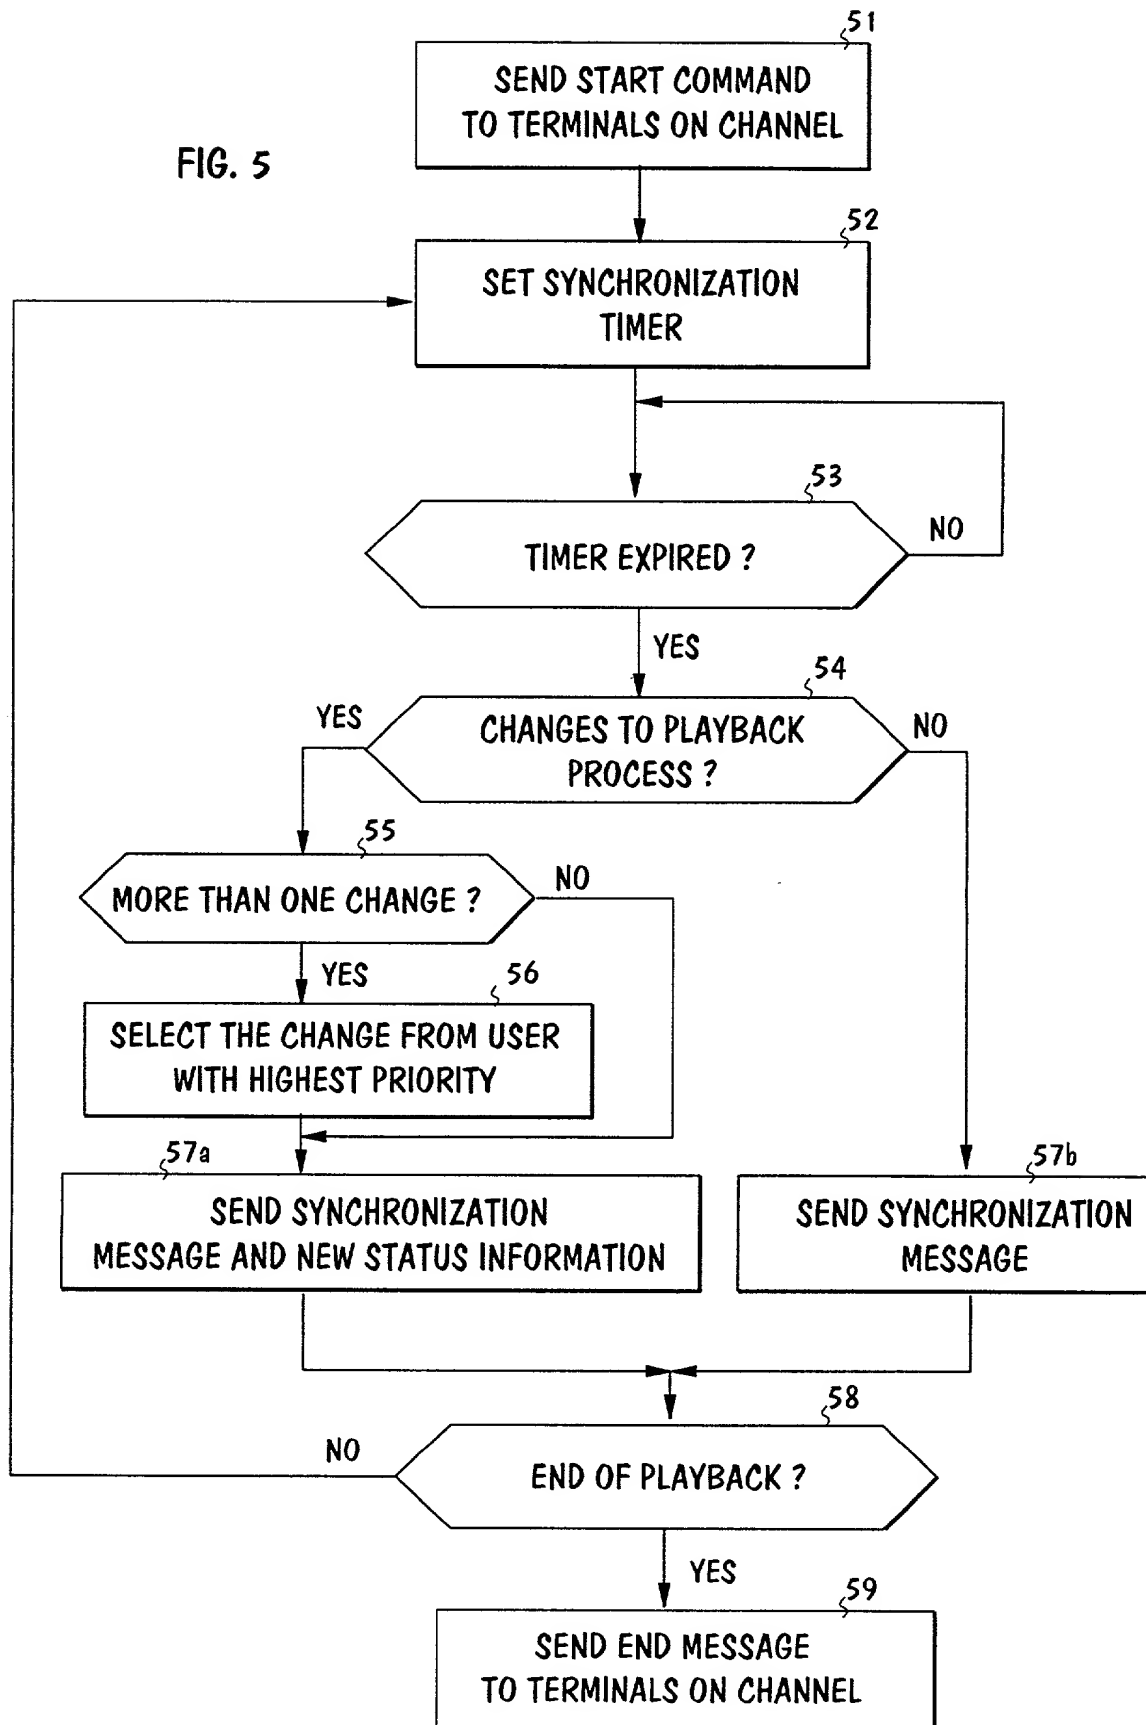 51
SEND START COMMAND
TO TERMINALS ON CHANNEL
FIG. 5
52
SET SYNCHRONIZATION
TIMER
53
TIMER EXPIRED ?
NO
YES
54
CHANGES TO PLAYBACK
PROCESS ?
YES
NO
55
MORE THAN ONE CHANGE ?
NO
YES
56
SELECT THE CHANGE FROM USER
WITH HIGHEST PRIORITY
57a
SEND SYNCHRONIZATION
MESSAGE AND NEW STATUS INFORMATION
57b
SEND SYNCHRONIZATION
MESSAGE
58
END OF PLAYBACK ?
NO
YES
59
SEND END MESSAGE
TO TERMINALS ON CHANNEL